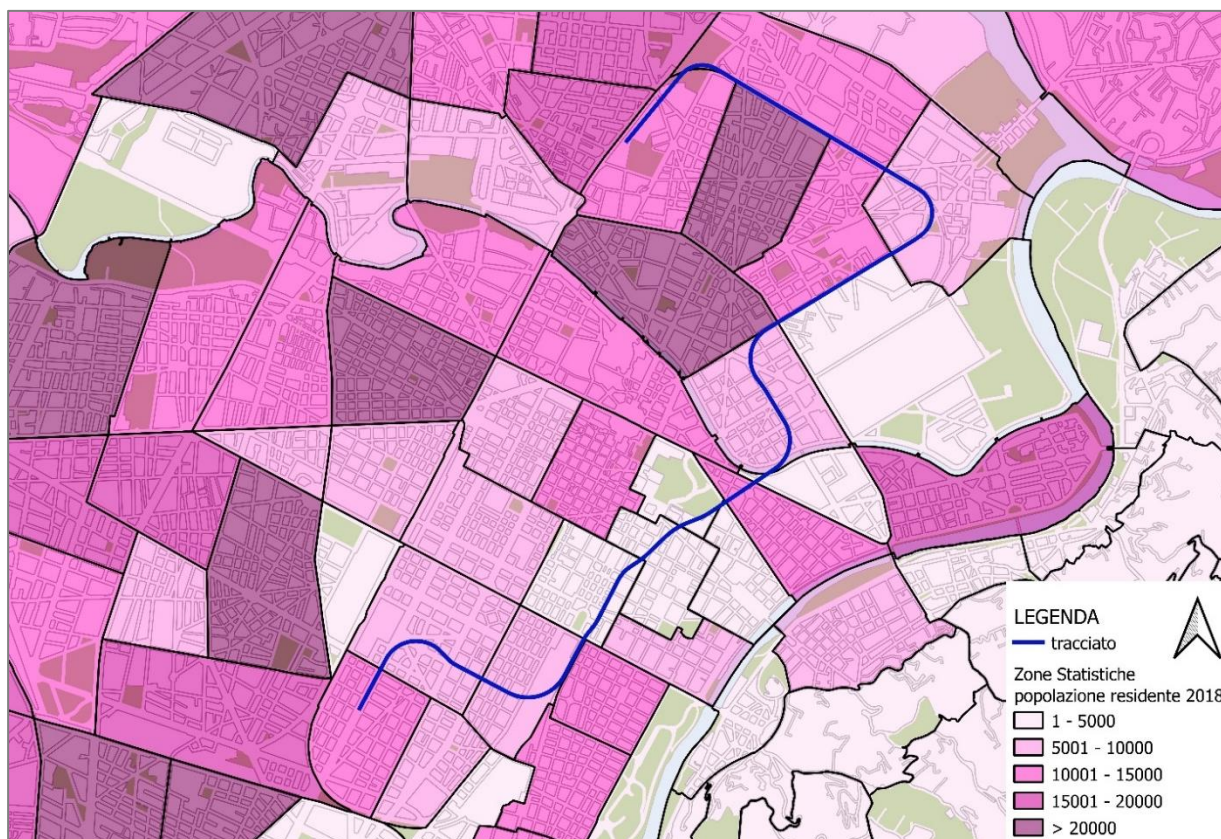 LEGENDA
tracciato
Zone Statistiche
popolazione residente 2018
1 - 5000
5001 - 10000
10001 - 15000
15001 - 20000
> 20000